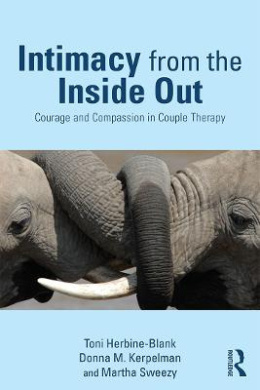 Intimacy from the
Inside Out
Courage and Compassion in Couple Therapy
Toni Herbine-Blank
Donna M. Kerpelman
and Martha Sweezy
R
ROUTLEDGE